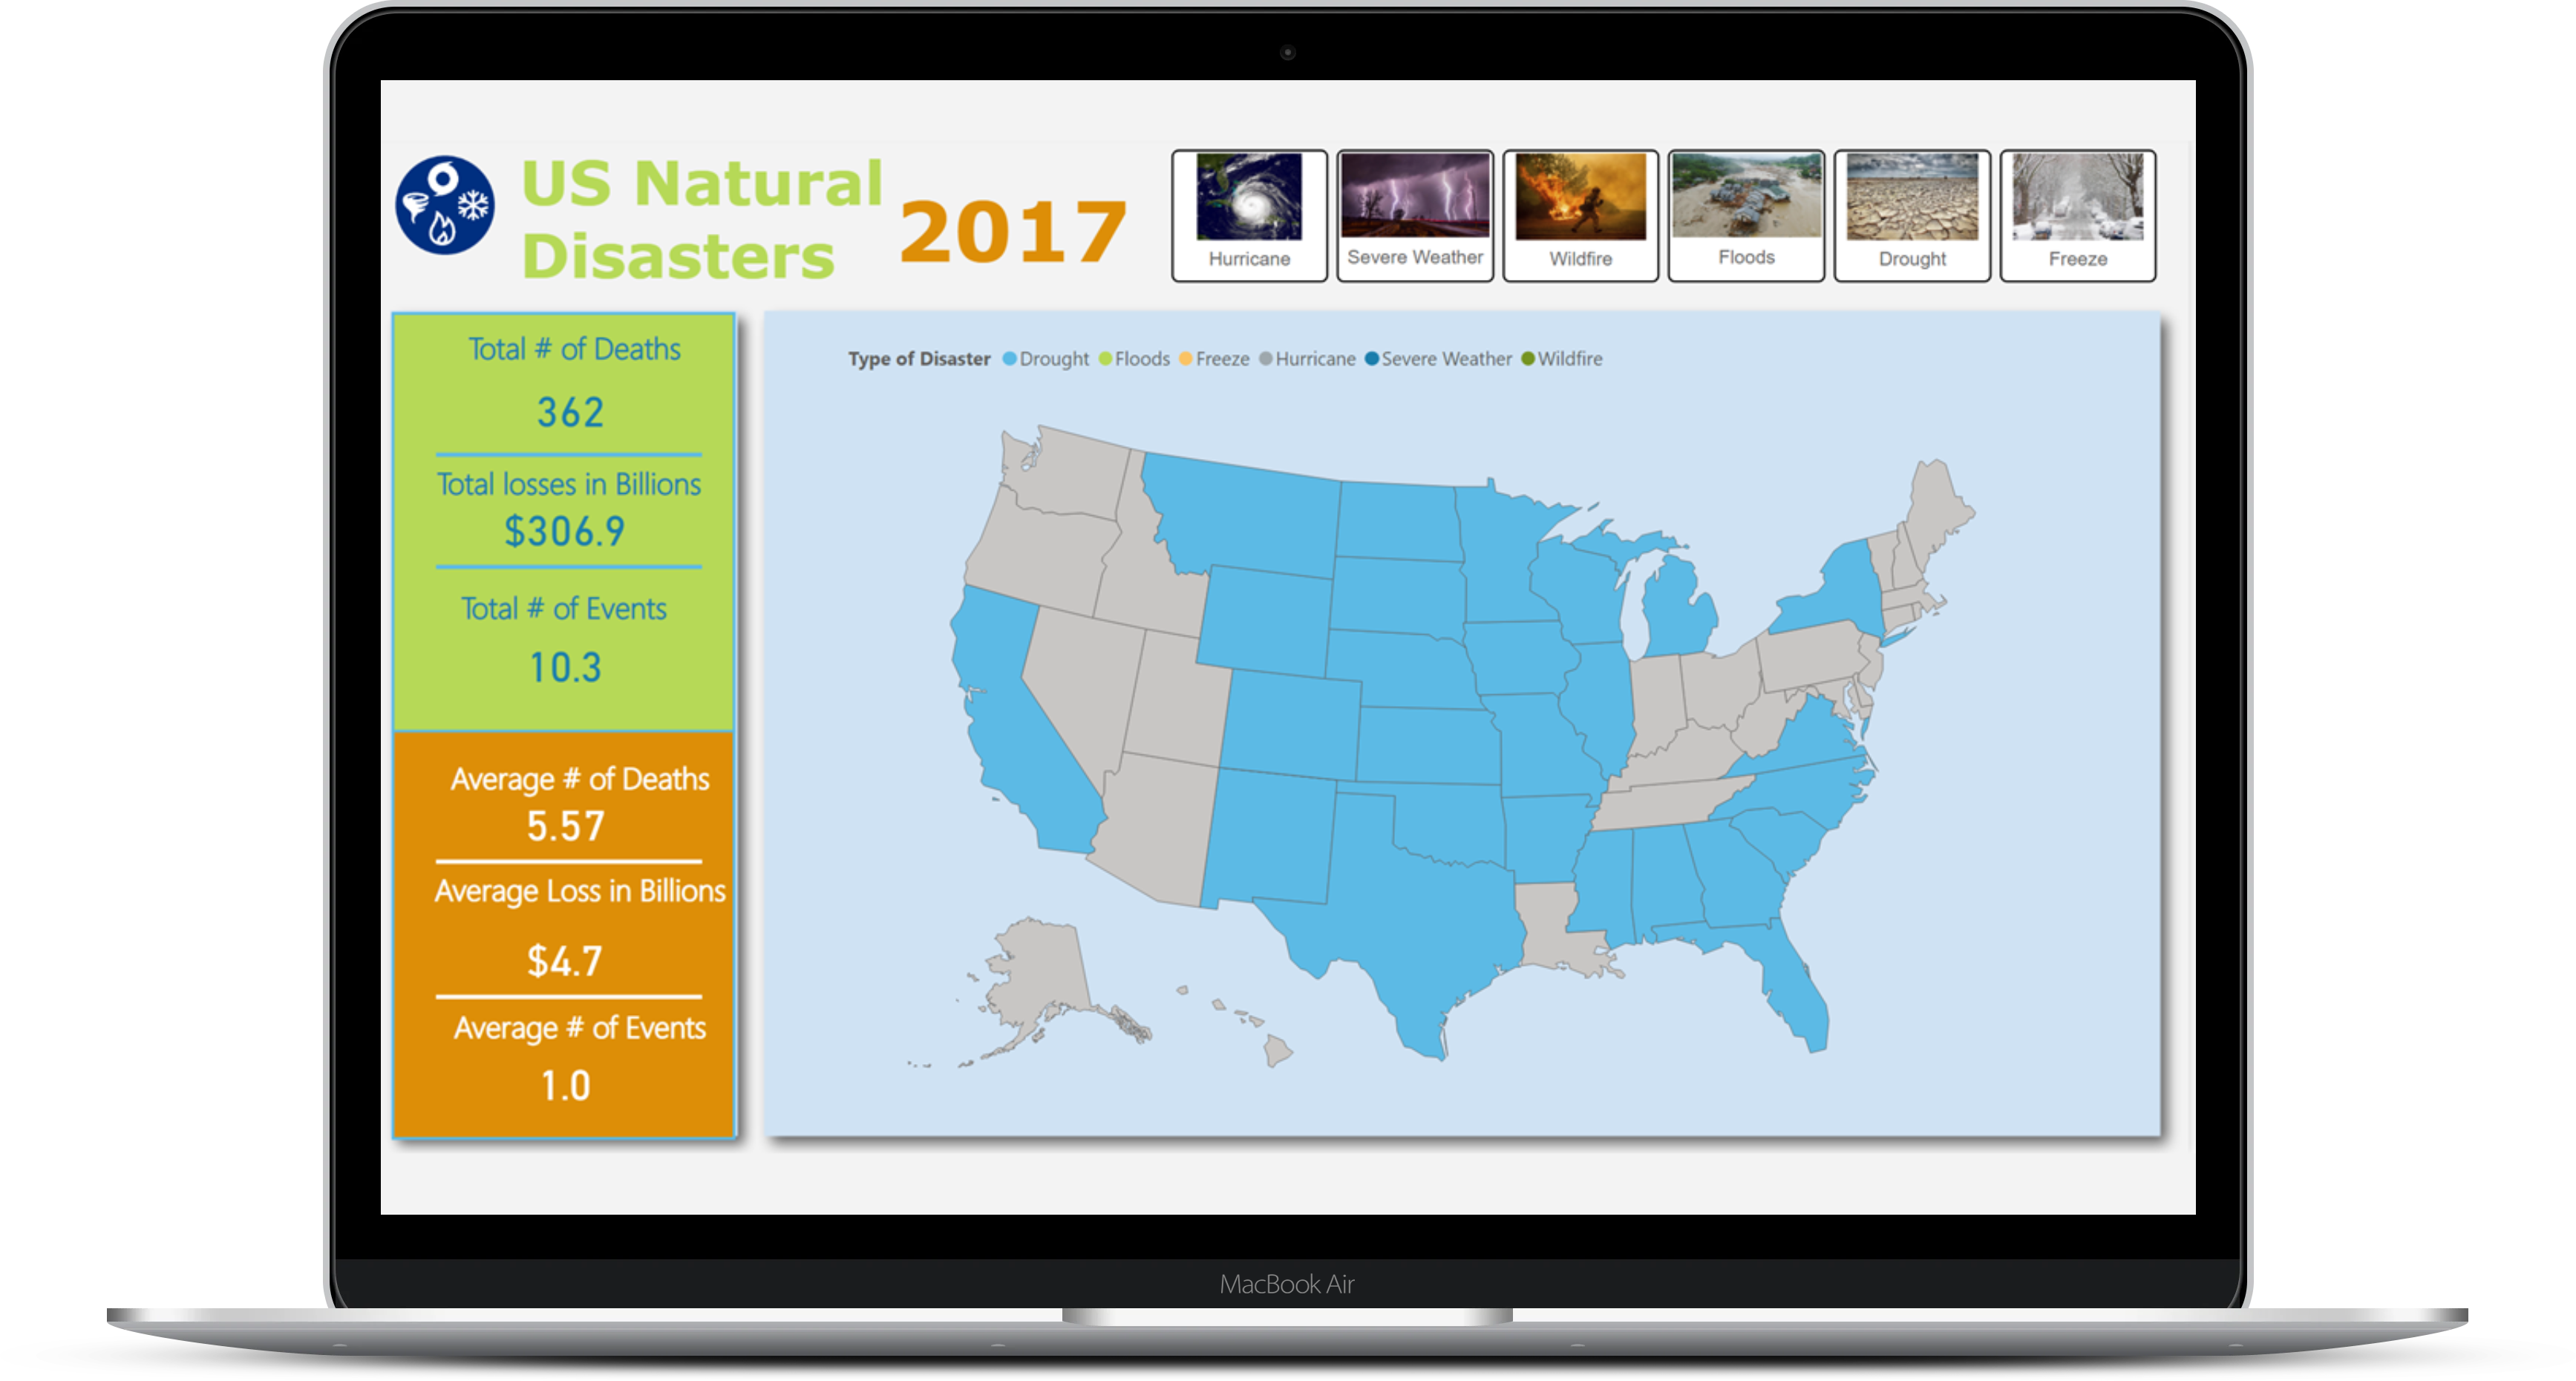 US Natural
Disasters
2017
Hurricane
Severe Weather
Wildfire
Floods
Drought
Freeze
Total # of Deaths
362
Total losses in Billions
$306.9
Total # of Events
10.3
Average # of Deaths
5.57
Average Loss in Billions
$4.7
Average # of Events
1.0
Type of Disaster Drought Floods Freeze Hurricane Severe Weather Wildfire
MacBook Air